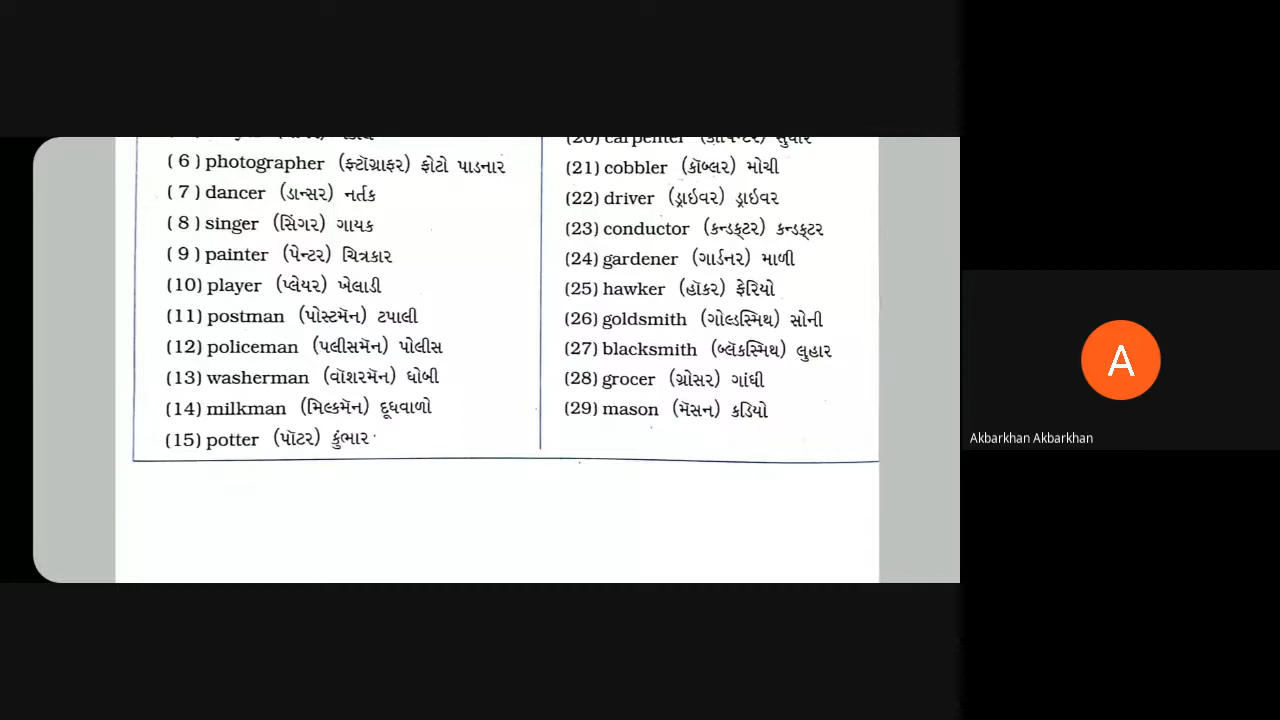 ( 6 ) photographer (ફ્ટૉગ્રાફર) ફોટો પાડનાર
( 7 ) dancer (ડાન્સર) નર્તક
( 8 ) singer (સિંગર) ગાયક
( 9 ) painter (પેન્ટર) ચિત્રકાર
(10) player (પ્લેયર) ખેલાડી
(11) postman (પોસ્ટમૅન) ટપાલી
(12) policeman (પલીસમૅન) પોલીસ
(13) washerman (વૉશરમૅન) ધોબી
(14) milkman (મિલ્કમૅન) દૂધવાળો
(15) potter (પૉટર) કુંભાર
(20) carpenter (કાર્પિન્ટર) સુથાર
(21) cobbler (કૉબ્લર) મોચી
(22) driver (ડ્રાઇવર) ડ્રાઇવર
(23) conductor (કન્ડક્ટર) કન્ડક્ટર
(24) gardener (ગાર્ડનર) માળી
(25) hawker (હૉકર) ફેરિયો
(26) goldsmith (ગોલ્ડસ્મિથ) સોની
(27) blacksmith (બ્લૅકસ્મિથ) લુહાર
(28) grocer (ગ્રોસર) ગાંધી
(29) mason (મૅસન) કડિયો
A
Akbarkhan Akbarkhan